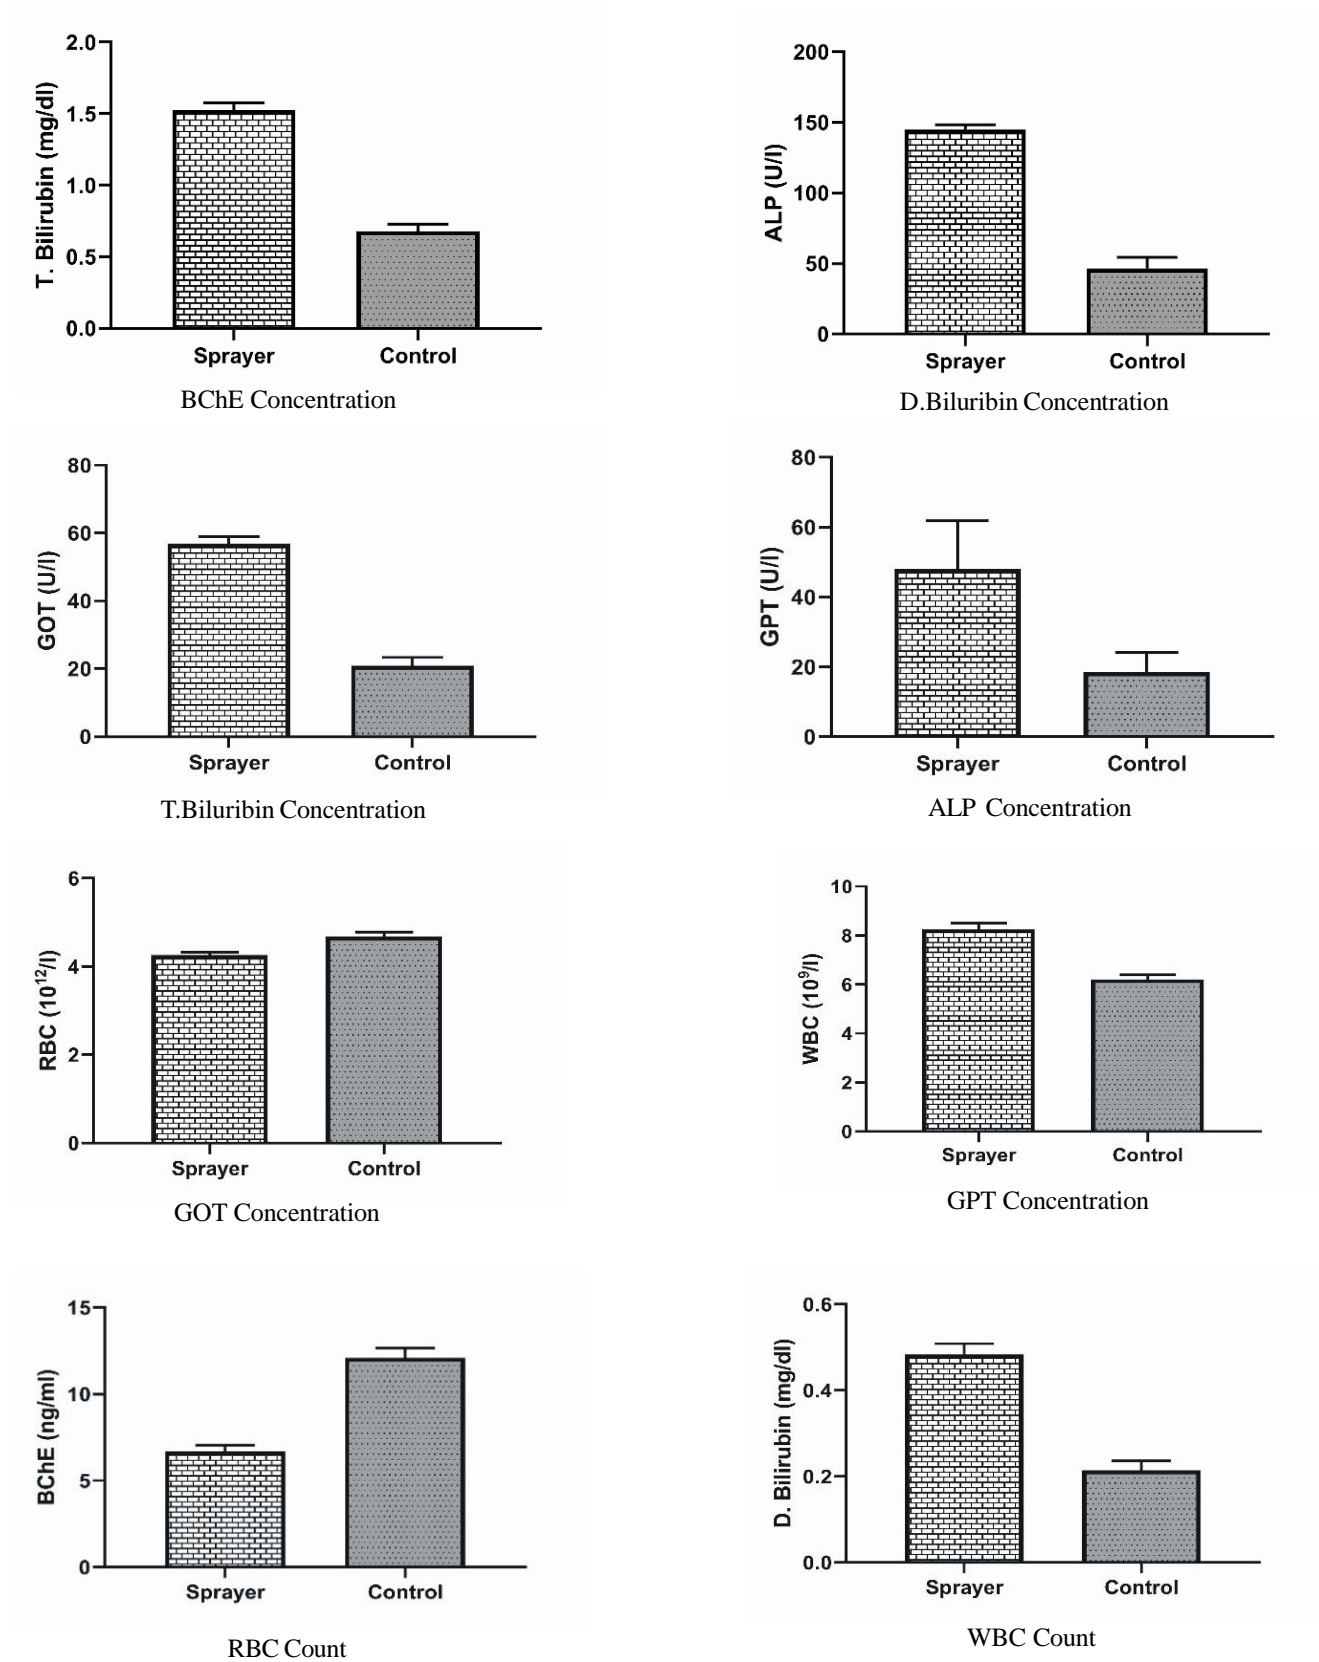 T. Bilirubin (mg/dl)
2.0
1.5
1.0
0.5
0.0
Sprayer Control
BChE Concentration
ALP (U/l)
200
150
100
50
0
Sprayer Control
D.Biluribin Concentration
GOT (U/l)
80
60
40
20
0
Sprayer Control
T.Biluribin Concentration
GPT (U/l)
80
60
40
20
0
Sprayer Control
ALP Concentration
RBC (10¹²/l)
6
4
2
0
Sprayer Control
GOT Concentration
WBC (10⁹/l)
10
8
6
4
2
0
Sprayer Control
GPT Concentration
BChE (ng/ml)
15
10
5
0
Sprayer Control
RBC Count
D. Bilirubin (mg/dl)
0.6
0.4
0.2
0.0
Sprayer Control
WBC Count